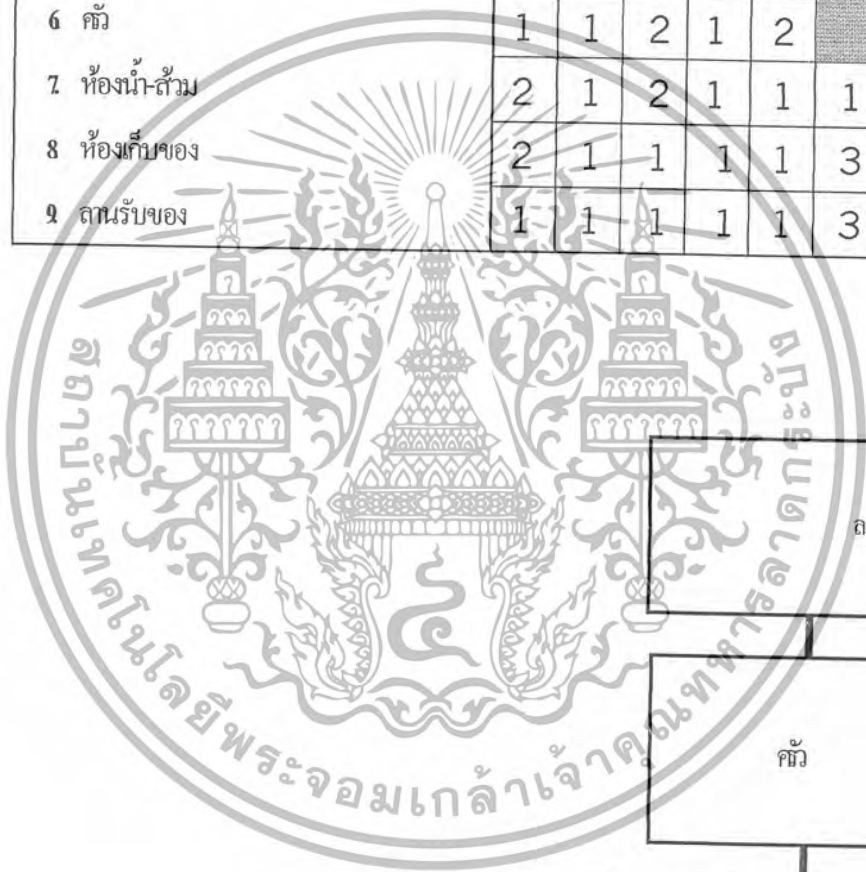 6 ครัว 1 1 2 1 2
7 ห้องน้ำ-ส้วม 2 1 2 1 1 1
8 ห้องเก็บของ 2 1 1 1 1 3
9 ลานรับของ 1 1 1 1 1 3
สถาบันเทคโนโลยีพระจอมเกล้าเจ้าคุณทหารลาดกระบัง
ล
ครัว